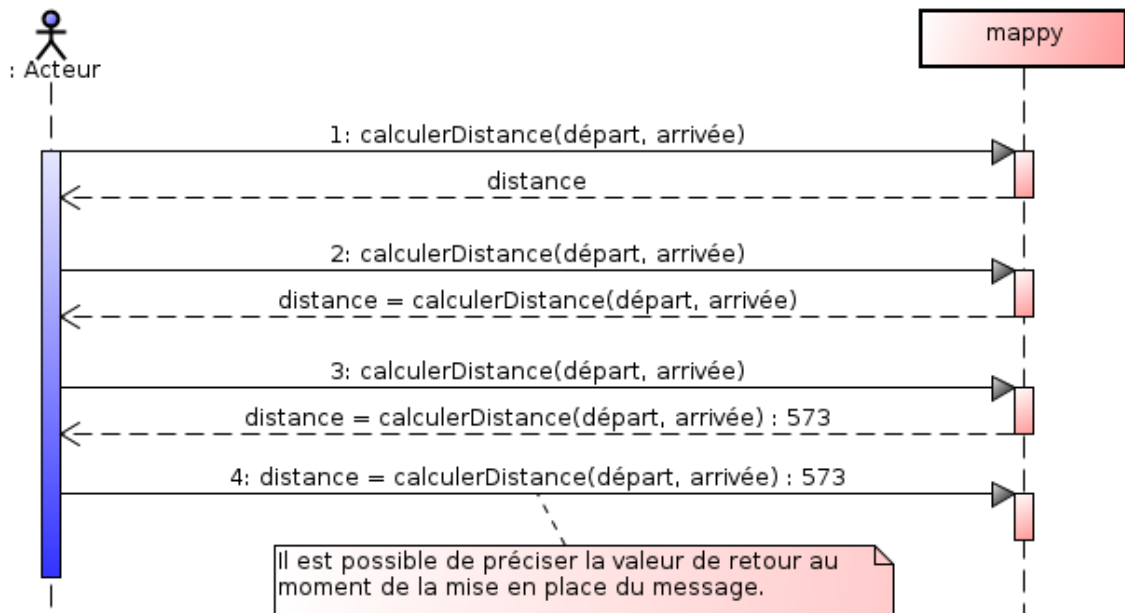 : Acteur
mappy
1: calculerDistance(départ, arrivée)
distance
2: calculerDistance(départ, arrivée)
distance = calculerDistance(départ, arrivée)
3: calculerDistance(départ, arrivée)
distance = calculerDistance(départ, arrivée) : 573
4: distance = calculerDistance(départ, arrivée) : 573
Il est possible de préciser la valeur de retour au
moment de la mise en place du message.